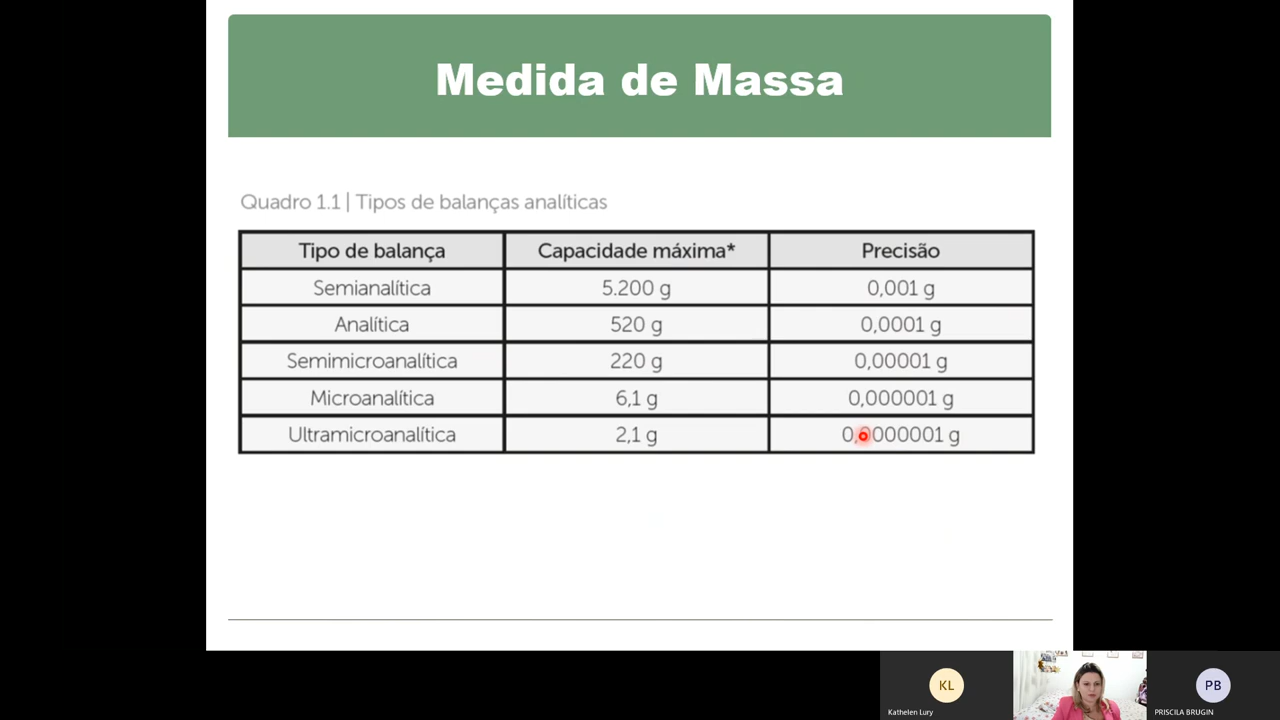 Medida de Massa
Quadro 1.1 | Tipos de balanças analíticas
Tipo de balança Capacidade máxima* Precisão
Semianalítica 5.200 g 0,001 g
Analítica 520 g 0,0001 g
Semimicroanalítica 220 g 0,00001 g
Microanalítica 6,1 g 0,000001 g
Ultramicroanalítica 2,1 g 0,0000001 g
KL
PB
Kathelen Lury
PRISCILA BRUGIN